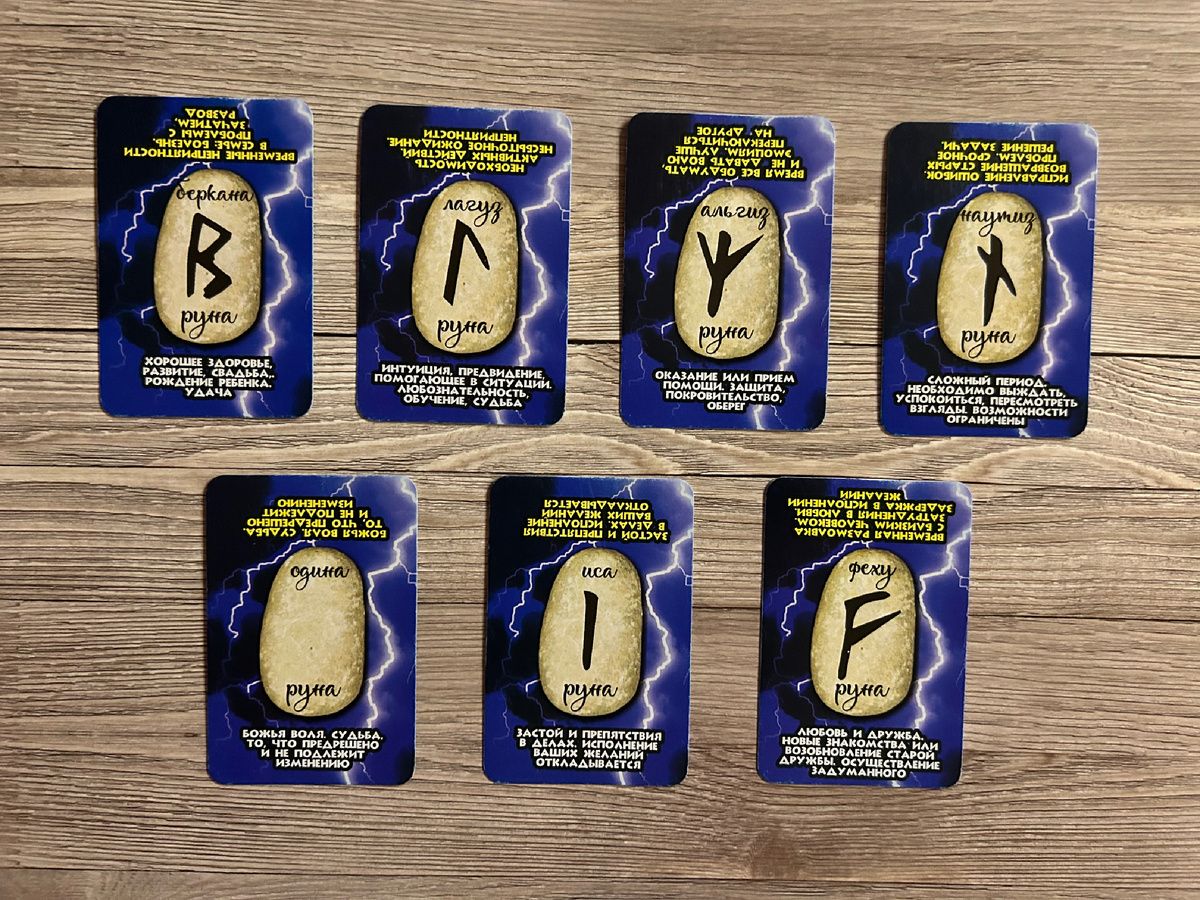 ВРЕМЕННЫЕ НЕПРИЯТНОСТИ
В СЕМЬЕ. БОЛЕЗНЬ,
ПРОБЛЕМЫ С
ЗАЧАТИЕМ,
РАЗВОД
беркана
руна
ХОРОШЕЕ ЗДОРОВЬЕ,
РАЗВИТИЕ, СВАДЬБА,
РОЖДЕНИЕ РЕБЕНКА.
УДАЧА
НЕОБХОДИМОСТЬ
АКТИВНЫХ ДЕЙСТВИЙ.
НЕСБЫТОЧНОЕ ОЖИДАНИЕ.
НЕПРИЯТНОСТИ
лагуз
руна
ИНТУИЦИЯ, ПРЕДВИДЕНИЕ,
ПОМОГАЮЩЕЕ В СИТУАЦИИ.
ЛЮБОЗНАТЕЛЬНОСТЬ,
ОБУЧЕНИЕ, СУДЬБА
ВРЕМЯ ВСЕ ОБДУМАТЬ
И НЕ ДАВАТЬ ВОЛЮ
ЭМОЦИЯМ. ЛУЧШЕ
ПЕРЕКЛЮЧИТЬСЯ
НА ДРУГОЕ
альгиз
руна
ОКАЗАНИЕ ИЛИ ПРИЕМ
ПОМОЩИ. ЗАЩИТА,
ПОКРОВИТЕЛЬСТВО,
ОБЕРЕГ
ИСПРАВЛЕНИЕ ОШИБОК.
ВОЗВРАЩЕНИЕ СТАРЫХ
ПРОБЛЕМ. СРОЧНОЕ
РЕШЕНИЕ ЗАДАЧИ.
наутиз
руна
СЛОЖНЫЙ ПЕРИОД.
НЕОБХОДИМО ВЫЖДАТЬ,
УСПОКОИТЬСЯ, ПЕРЕСМОТРЕТЬ
ВЗГЛЯДЫ. ВОЗМОЖНОСТИ
ОГРАНИЧЕНЫ
БОЖЬЯ ВОЛЯ. СУДЬБА.
ТО, ЧТО ПРЕДРЕШЕНО
И НЕ ПОДЛЕЖИТ
ИЗМЕНЕНИЮ
одина
руна
БОЖЬЯ ВОЛЯ. СУДЬБА.
ТО, ЧТО ПРЕДРЕШЕНО
И НЕ ПОДЛЕЖИТ
ИЗМЕНЕНИЮ
ЗАСТОЙ И ПРЕПЯТСТВИЯ
В ДЕЛАХ. ИСПОЛНЕНИЕ
ВАШИХ ЖЕЛАНИЙ
ОТКЛАДЫВАЕТСЯ
иса
руна
ЗАСТОЙ И ПРЕПЯТСТВИЯ
В ДЕЛАХ. ИСПОЛНЕНИЕ
ВАШИХ ЖЕЛАНИЙ
ОТКЛАДЫВАЕТСЯ
ВРЕМЕННАЯ РАЗМОЛВКА
С БЛИЗКИМ ЧЕЛОВЕКОМ.
ЗАТРУДНЕНИЯ В ЛЮБВИ.
ЗАДЕРЖКА В ИСПОЛНЕНИИ
ЖЕЛАНИЙ
феху
руна
ЛЮБОВЬ И ДРУЖБА.
НОВЫЕ ЗНАКОМСТВА ИЛИ
ВОЗОБНОВЛЕНИЕ СТАРОЙ
ДРУЖБЫ. ОСУЩЕСТВЛЕНИЕ
ЗАДУМАННОГО